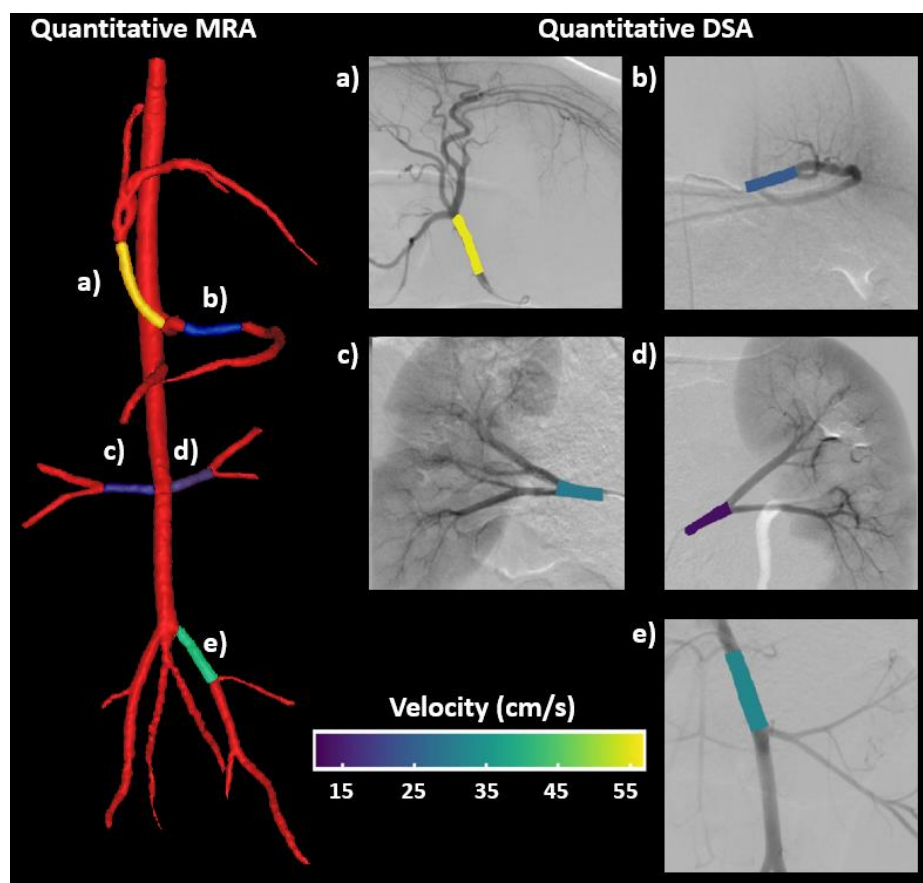 Quantitative MRA
Quantitative DSA
a)
b)
c)
d)
e)
a)
b)
c)
d)
e)
Velocity (cm/s)
15 25 35 45 55